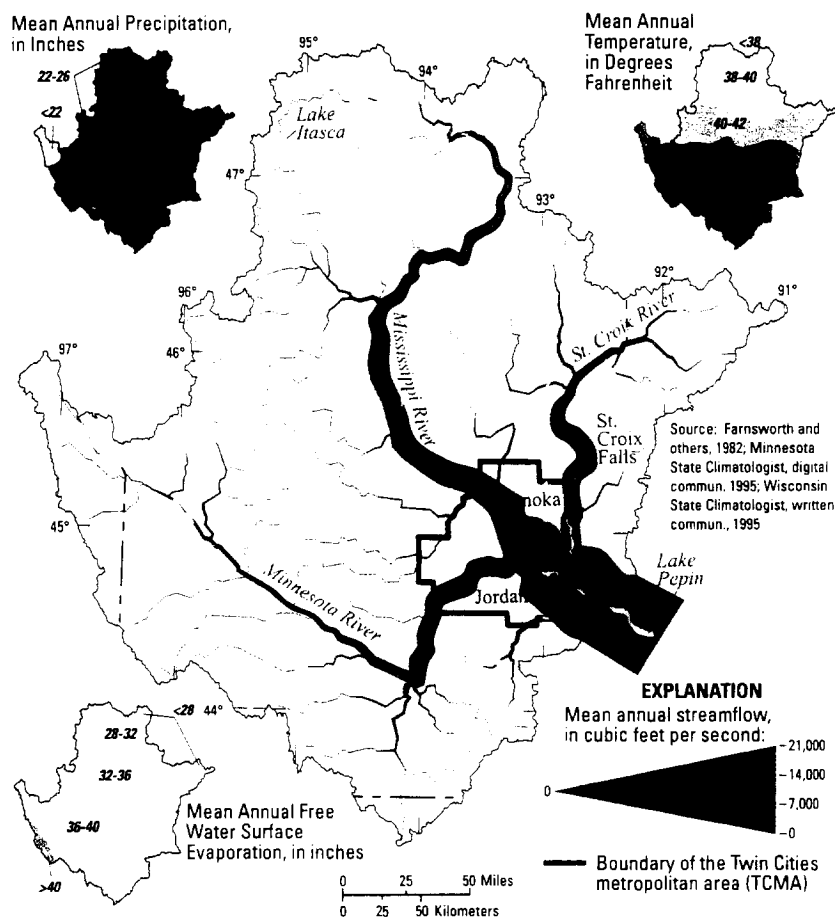 Mean Annual Precipitation,
in Inches
22-26
<22
Mean Annual
Temperature,
in Degrees
Fahrenheit
<38
38-40
40-42
95°
94°
Lake
Itasca
47°
93°
92°
91°
96°
46°
97°
45°
44°
Mississippi River
St. Croix River
St.
Croix
Falls
Source: Farnsworth and
others, 1982; Minnesota
State Climatologist, digital
commun. 1995; Wisconsin
State Climatologist, written
commun., 1995
noka
Lake
Pepin
Jordan
Minnesota River
<28
28-32
32-36
36-40
>40
Mean Annual Free
Water Surface
Evaporation, in inches
EXPLANATION
Mean annual streamflow,
in cubic feet per second:
21,000
14,000
7,000
0
0
Boundary of the Twin Cities
metropolitan area (TCMA)
0 25 50 Miles
0 25 50 Kilometers